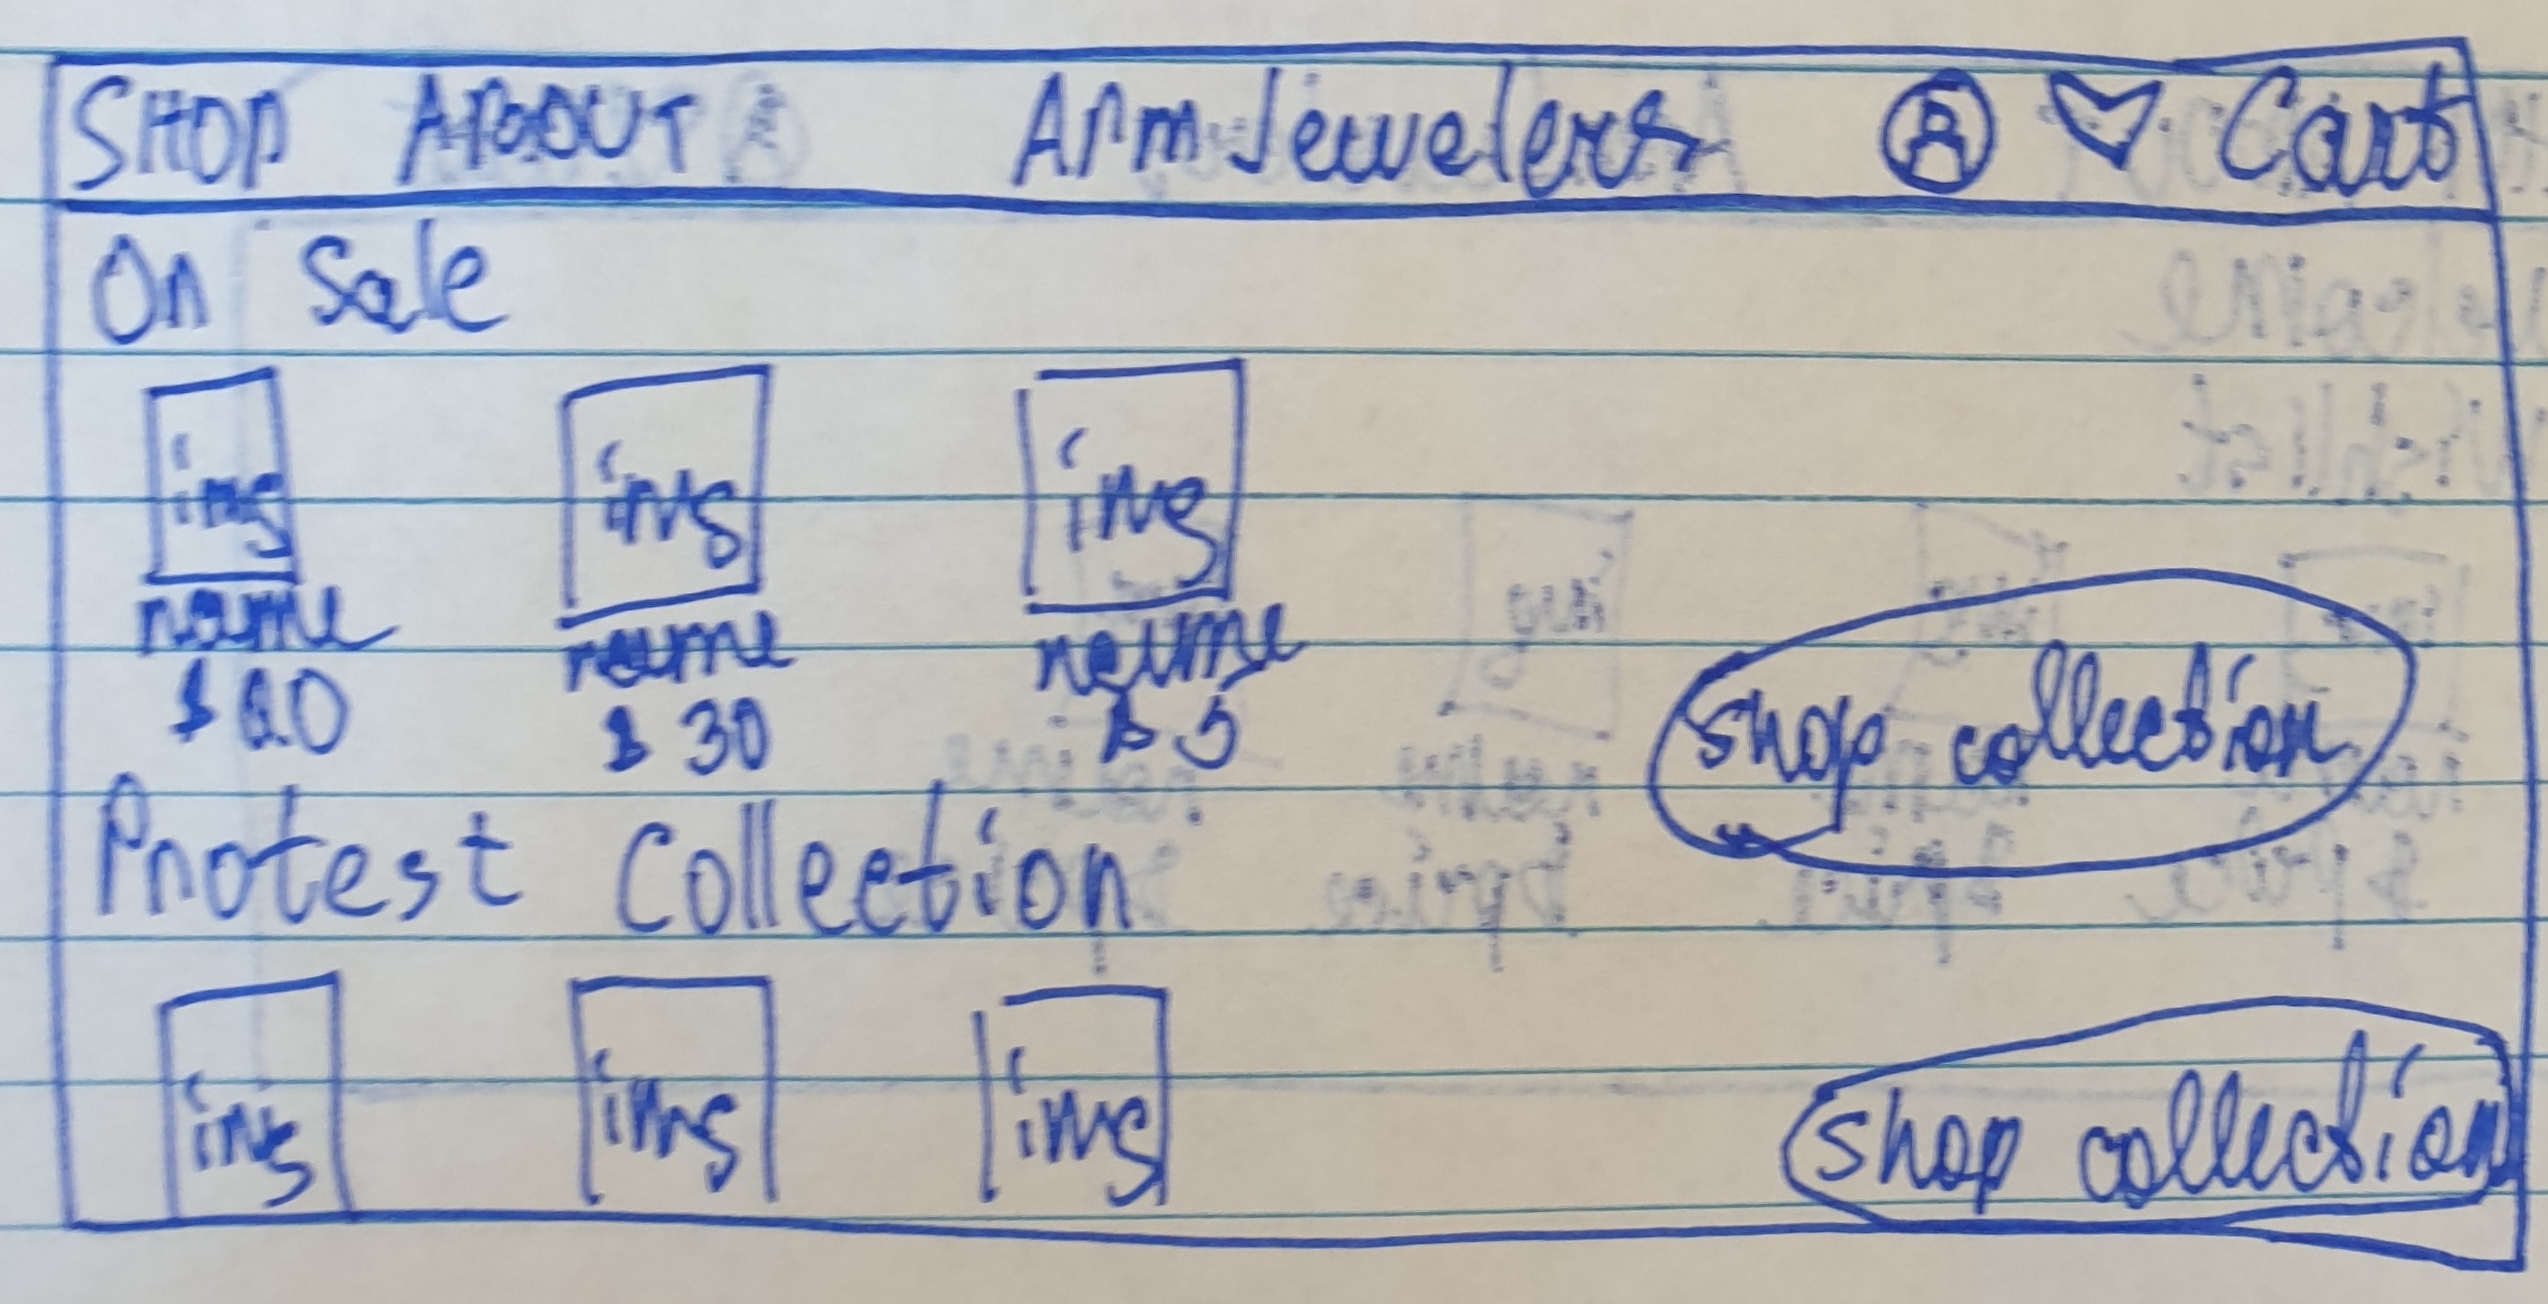 SHOP ABOUT Arm Jewelers Cart
On Sale
img img img
name name name
$ 30 $ 5
shop collection
Protest Collection
img img img
shop collection